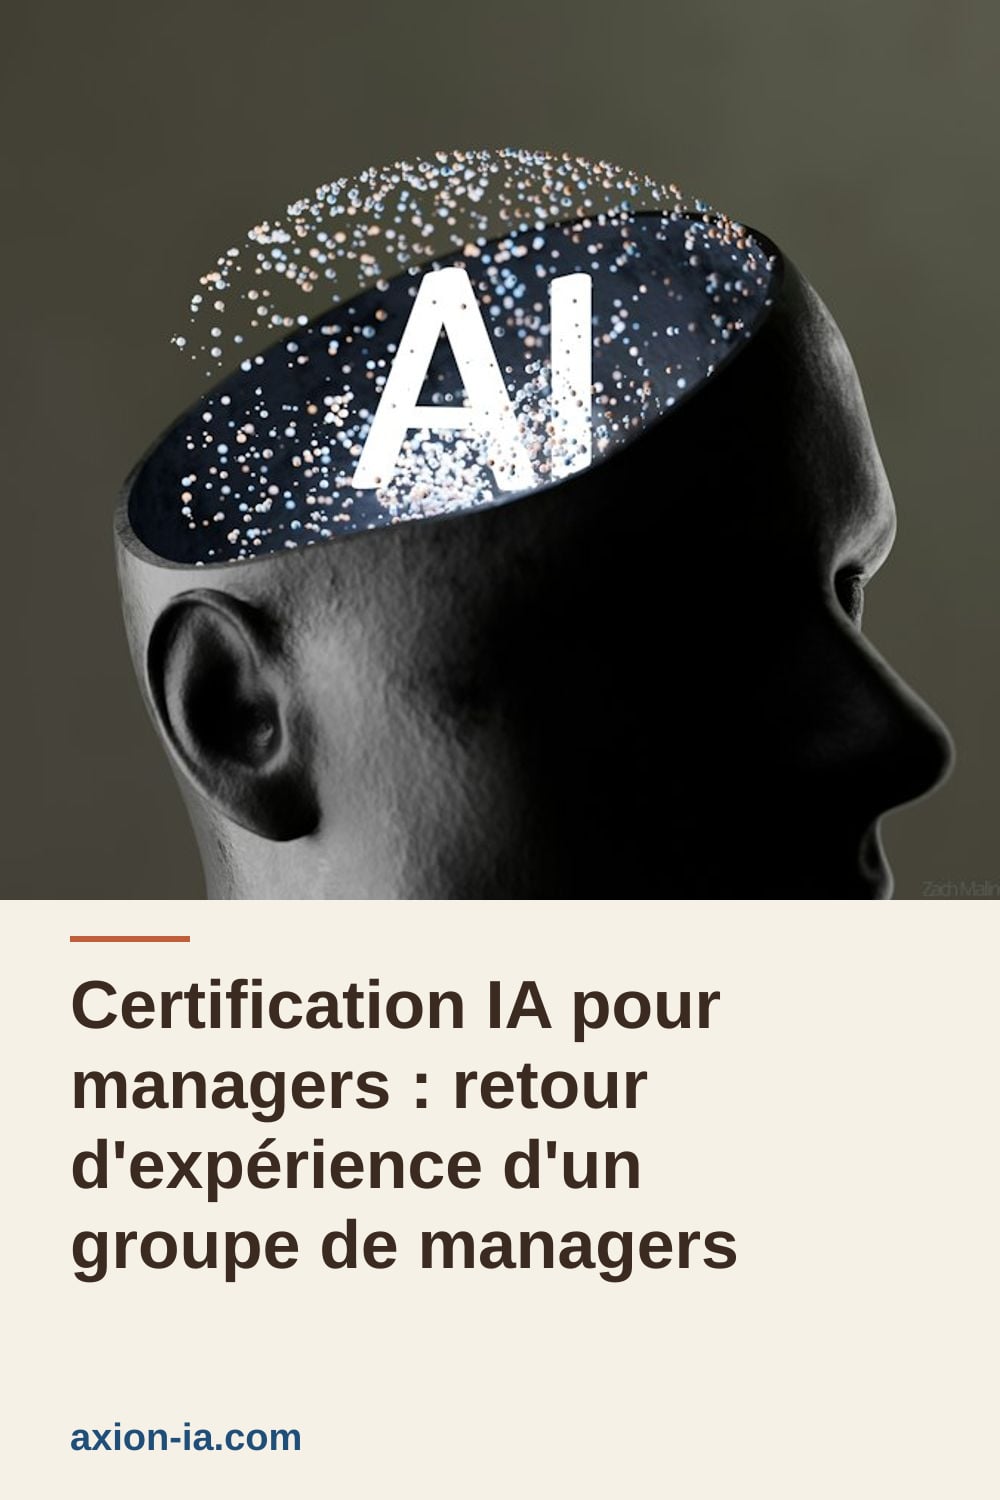 AI
Certification IA pour
managers : retour
d'expérience d'un
groupe de managers
axion-ia.com